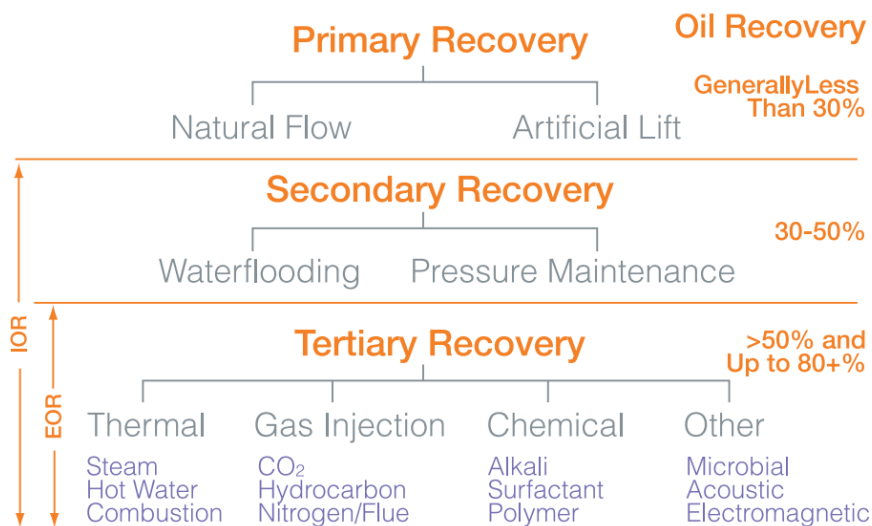 Primary Recovery
Oil Recovery
GenerallyLess
Than 30%
Natural Flow
Artificial Lift
Secondary Recovery
30-50%
Waterflooding
Pressure Maintenance
IOR
EOR
Tertiary Recovery
>50% and
Up to 80+%
Thermal
Gas Injection
Chemical
Other
Steam
Hot Water
Combustion
CO₂
Hydrocarbon
Nitrogen/Flue
Alkali
Surfactant
Polymer
Microbial
Acoustic
Electromagnetic